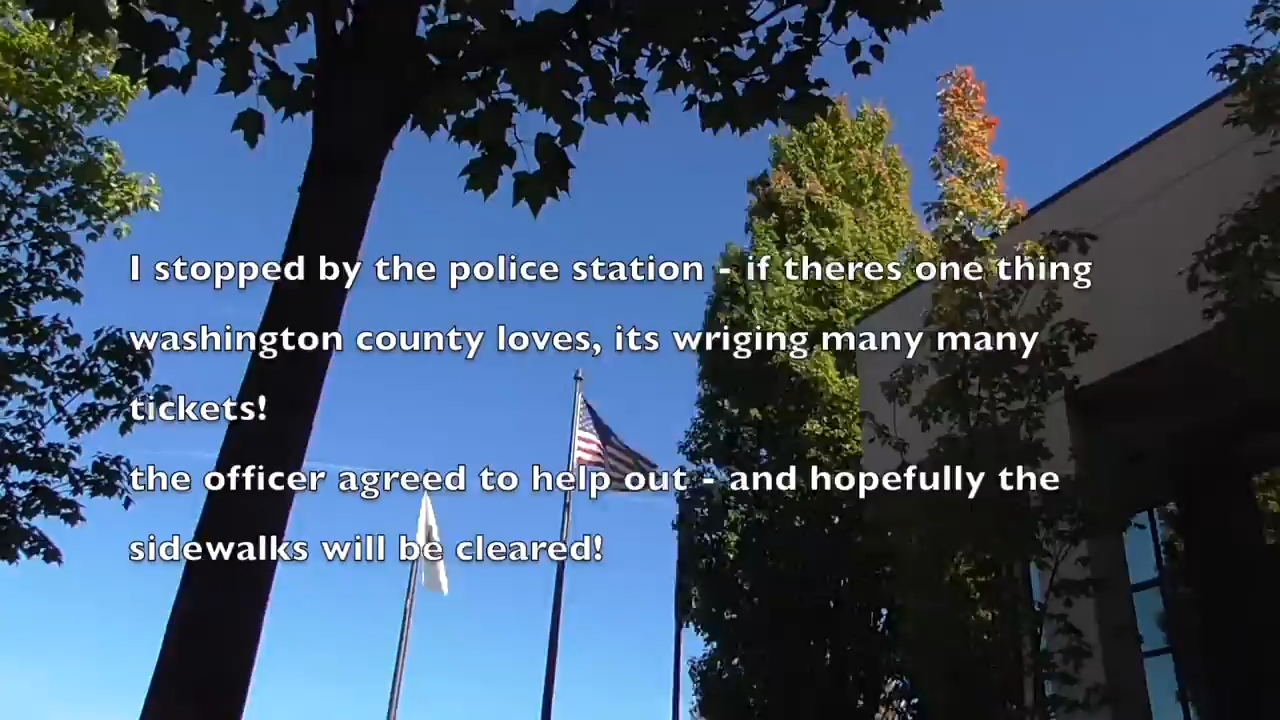 I stopped by the police station - if theres one thing
washington county loves, its wriging many many
tickets!
the officer agreed to help out - and hopefully the
sidewalks will be cleared!